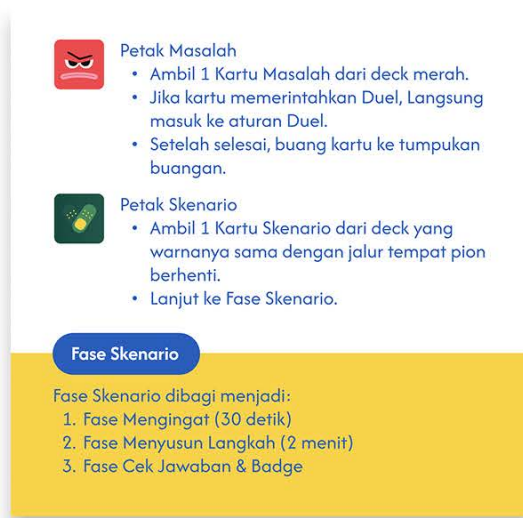 Petak Masalah
• Ambil 1 Kartu Masalah dari deck merah.
• Jika kartu memerintahkan Duel, Langsung
masuk ke aturan Duel.
• Setelah selesai, buang kartu ke tumpukan
buangan.
Petak Skenario
• Ambil 1 Kartu Skenario dari deck yang
warnanya sama dengan jalur tempat pion
berhenti.
• Lanjut ke Fase Skenario.
Fase Skenario
Fase Skenario dibagi menjadi:
1. Fase Mengingat (30 detik)
2. Fase Menyusun Langkah (2 menit)
3. Fase Cek Jawaban & Badge